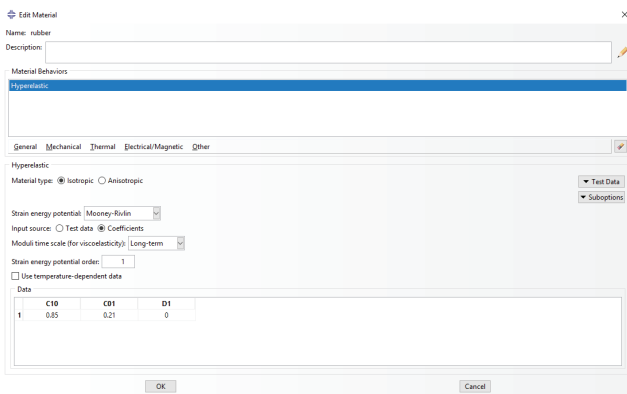 Edit Material
Name: rubber
Description:
Material Behaviors
Hyperelastic
General Mechanical Thermal Electrical/Magnetic Other
Hyperelastic
Material type: Isotropic Anisotropic
Test Data
Suboptions
Strain energy potential: Mooney-Rivlin
Input source: Test data Coefficients
Moduli time scale (for viscoelasticity): Long-term
Strain energy potential order: 1
Use temperature-dependent data
Data
C10 C01 D1
1 0.85 0.21 0
OK Cancel